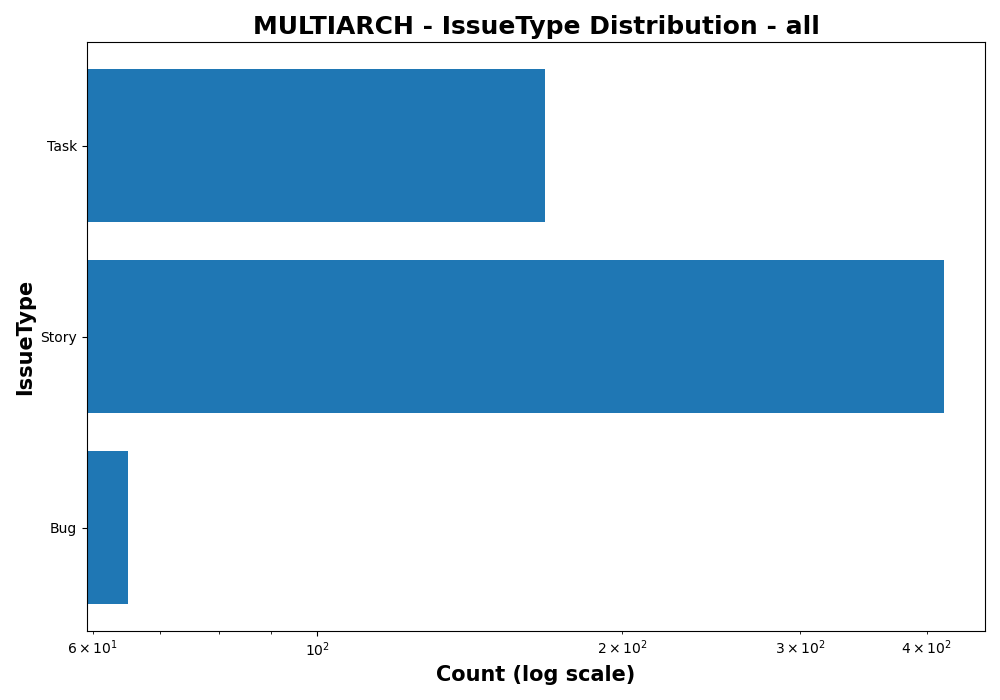 MULTIARCH - IssueType Distribution - all
IssueType
Task
Story
Bug
6 × 10¹
10²
2 × 10²
3 × 10²
4 × 10²
Count (log scale)